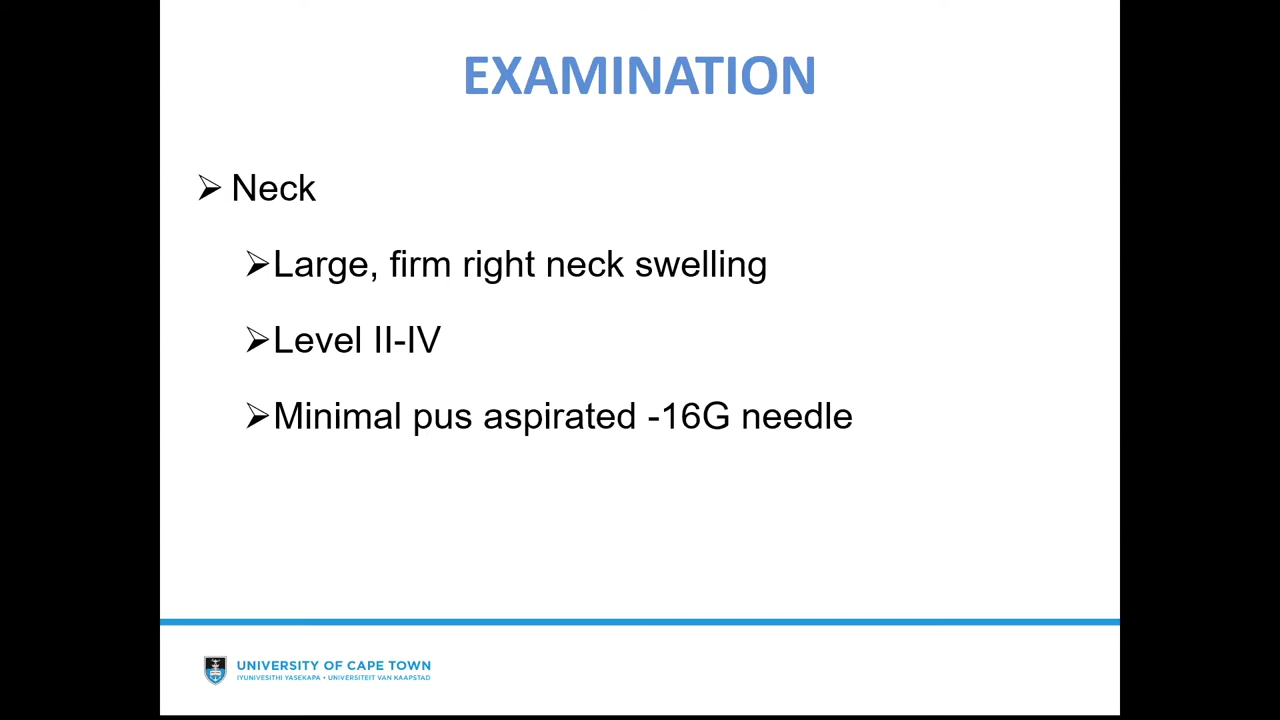 EXAMINATION
➢ Neck
➢Large, firm right neck swelling
➢Level II-IV
➢Minimal pus aspirated -16G needle
UNIVERSITY OF CAPE TOWN
IYUNIVESITHI YASEKAPA • UNIVERSITEIT VAN KAAPSTAD